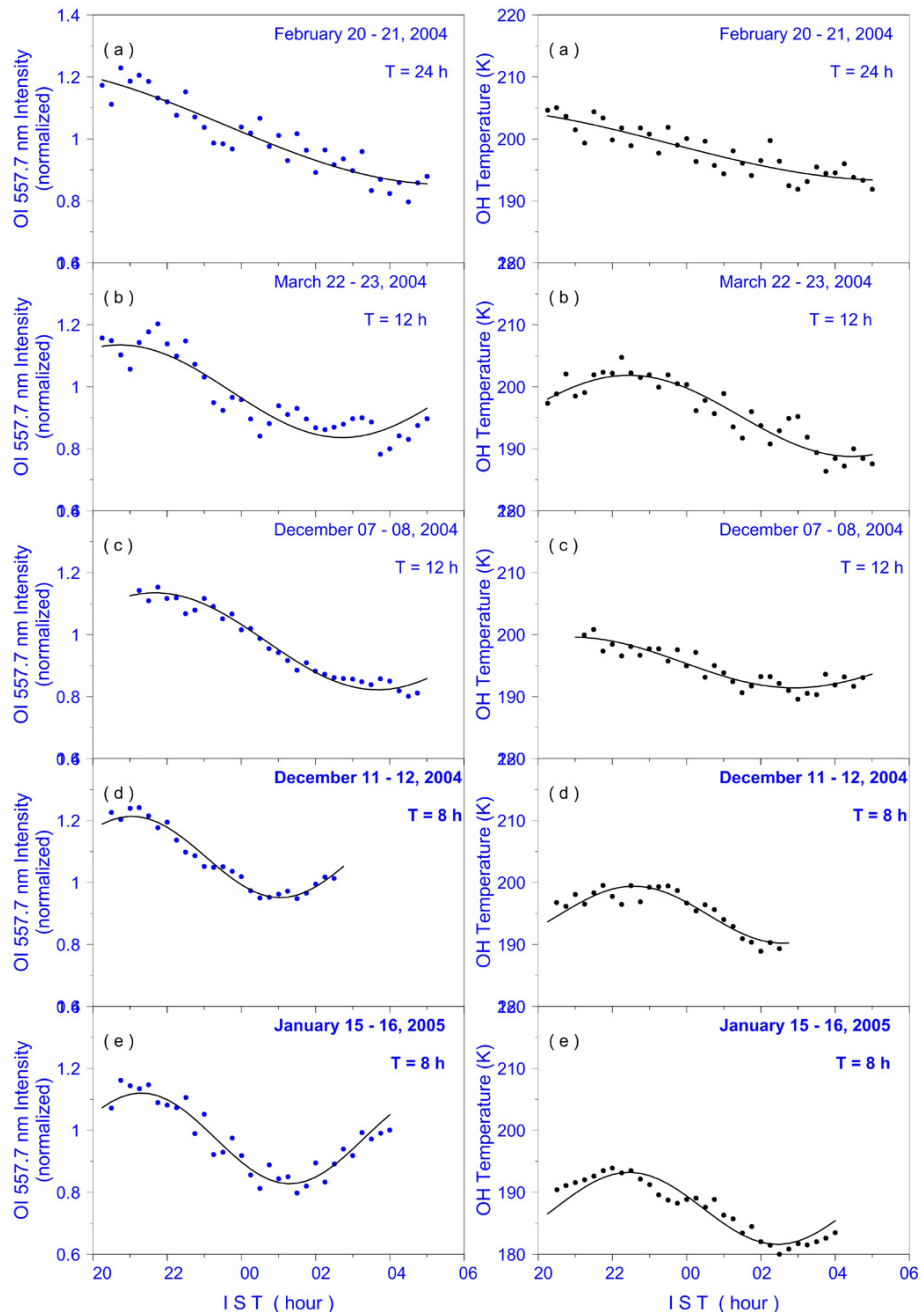 1.4
( a )
February 20 - 21, 2004
T = 24 h
1.2
1
0.8
OI 557.7 nm Intensity
(normalized)
220
( a )
February 20 - 21, 2004
T = 24 h
210
200
190
OH Temperature (K)
( b )
March 22 - 23, 2004
T = 12 h
1.2
1
0.8
OI 557.7 nm Intensity
(normalized)
( b )
March 22 - 23, 2004
T = 12 h
210
200
190
OH Temperature (K)
( c )
December 07 - 08, 2004
T = 12 h
1.2
1
0.8
OI 557.7 nm Intensity
(normalized)
( c )
December 07 - 08, 2004
T = 12 h
210
200
190
OH Temperature (K)
( d )
December 11 - 12, 2004
T = 8 h
1.2
1
0.8
OI 557.7 nm Intensity
(normalized)
( d )
December 11 - 12, 2004
T = 8 h
210
200
190
OH Temperature (K)
( e )
January 15 - 16, 2005
T = 8 h
1.2
1
0.8
0.6
OI 557.7 nm Intensity
(normalized)
20 22 00 02 04 06
I S T ( hour )
( e )
January 15 - 16, 2005
T = 8 h
210
200
190
180
OH Temperature (K)
20 22 00 02 04 06
I S T ( hour )